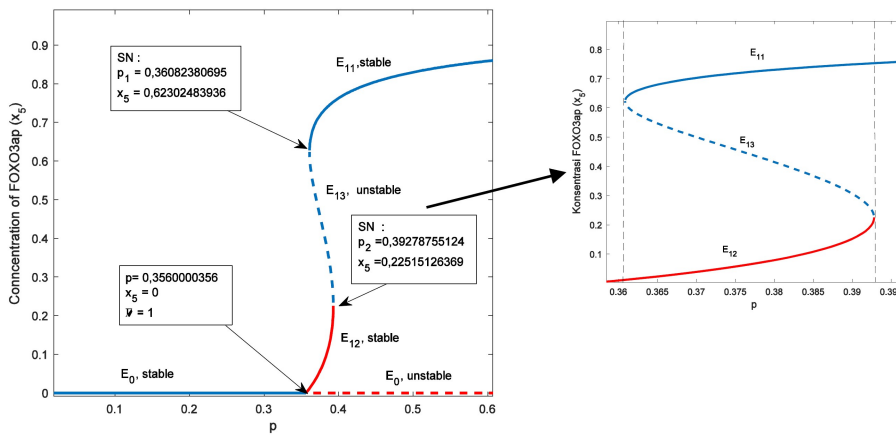 0.9
0.8
0.7
0.6
0.5
0.4
0.3
0.2
0.1
0
Conncentration of FOXO3ap (x5)
SN :
p1 = 0,36082380695
x5 = 0,62302483936
E11,stable
E13, unstable
SN :
p2 =0,39278755124
x5 =0,22515126369
p= 0,3560000356
x5 = 0
= 1
E12, stable
E0, stable
E0, unstable
0.1 0.2 0.3 0.4 0.5 0.6
p
0.8
0.7
0.6
0.5
0.4
0.3
0.2
0.1
Konsentrasi FOXO3ap (x5)
E11
E13
E12
0.36 0.365 0.37 0.375 0.38 0.385 0.39 0.395
p